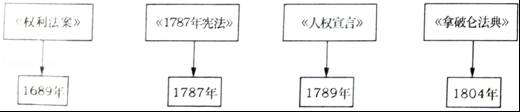 《权利法案》
《1787年宪法》
《人权宣言》
《拿破仑法典》
1689年
1787年
1789年
1804年